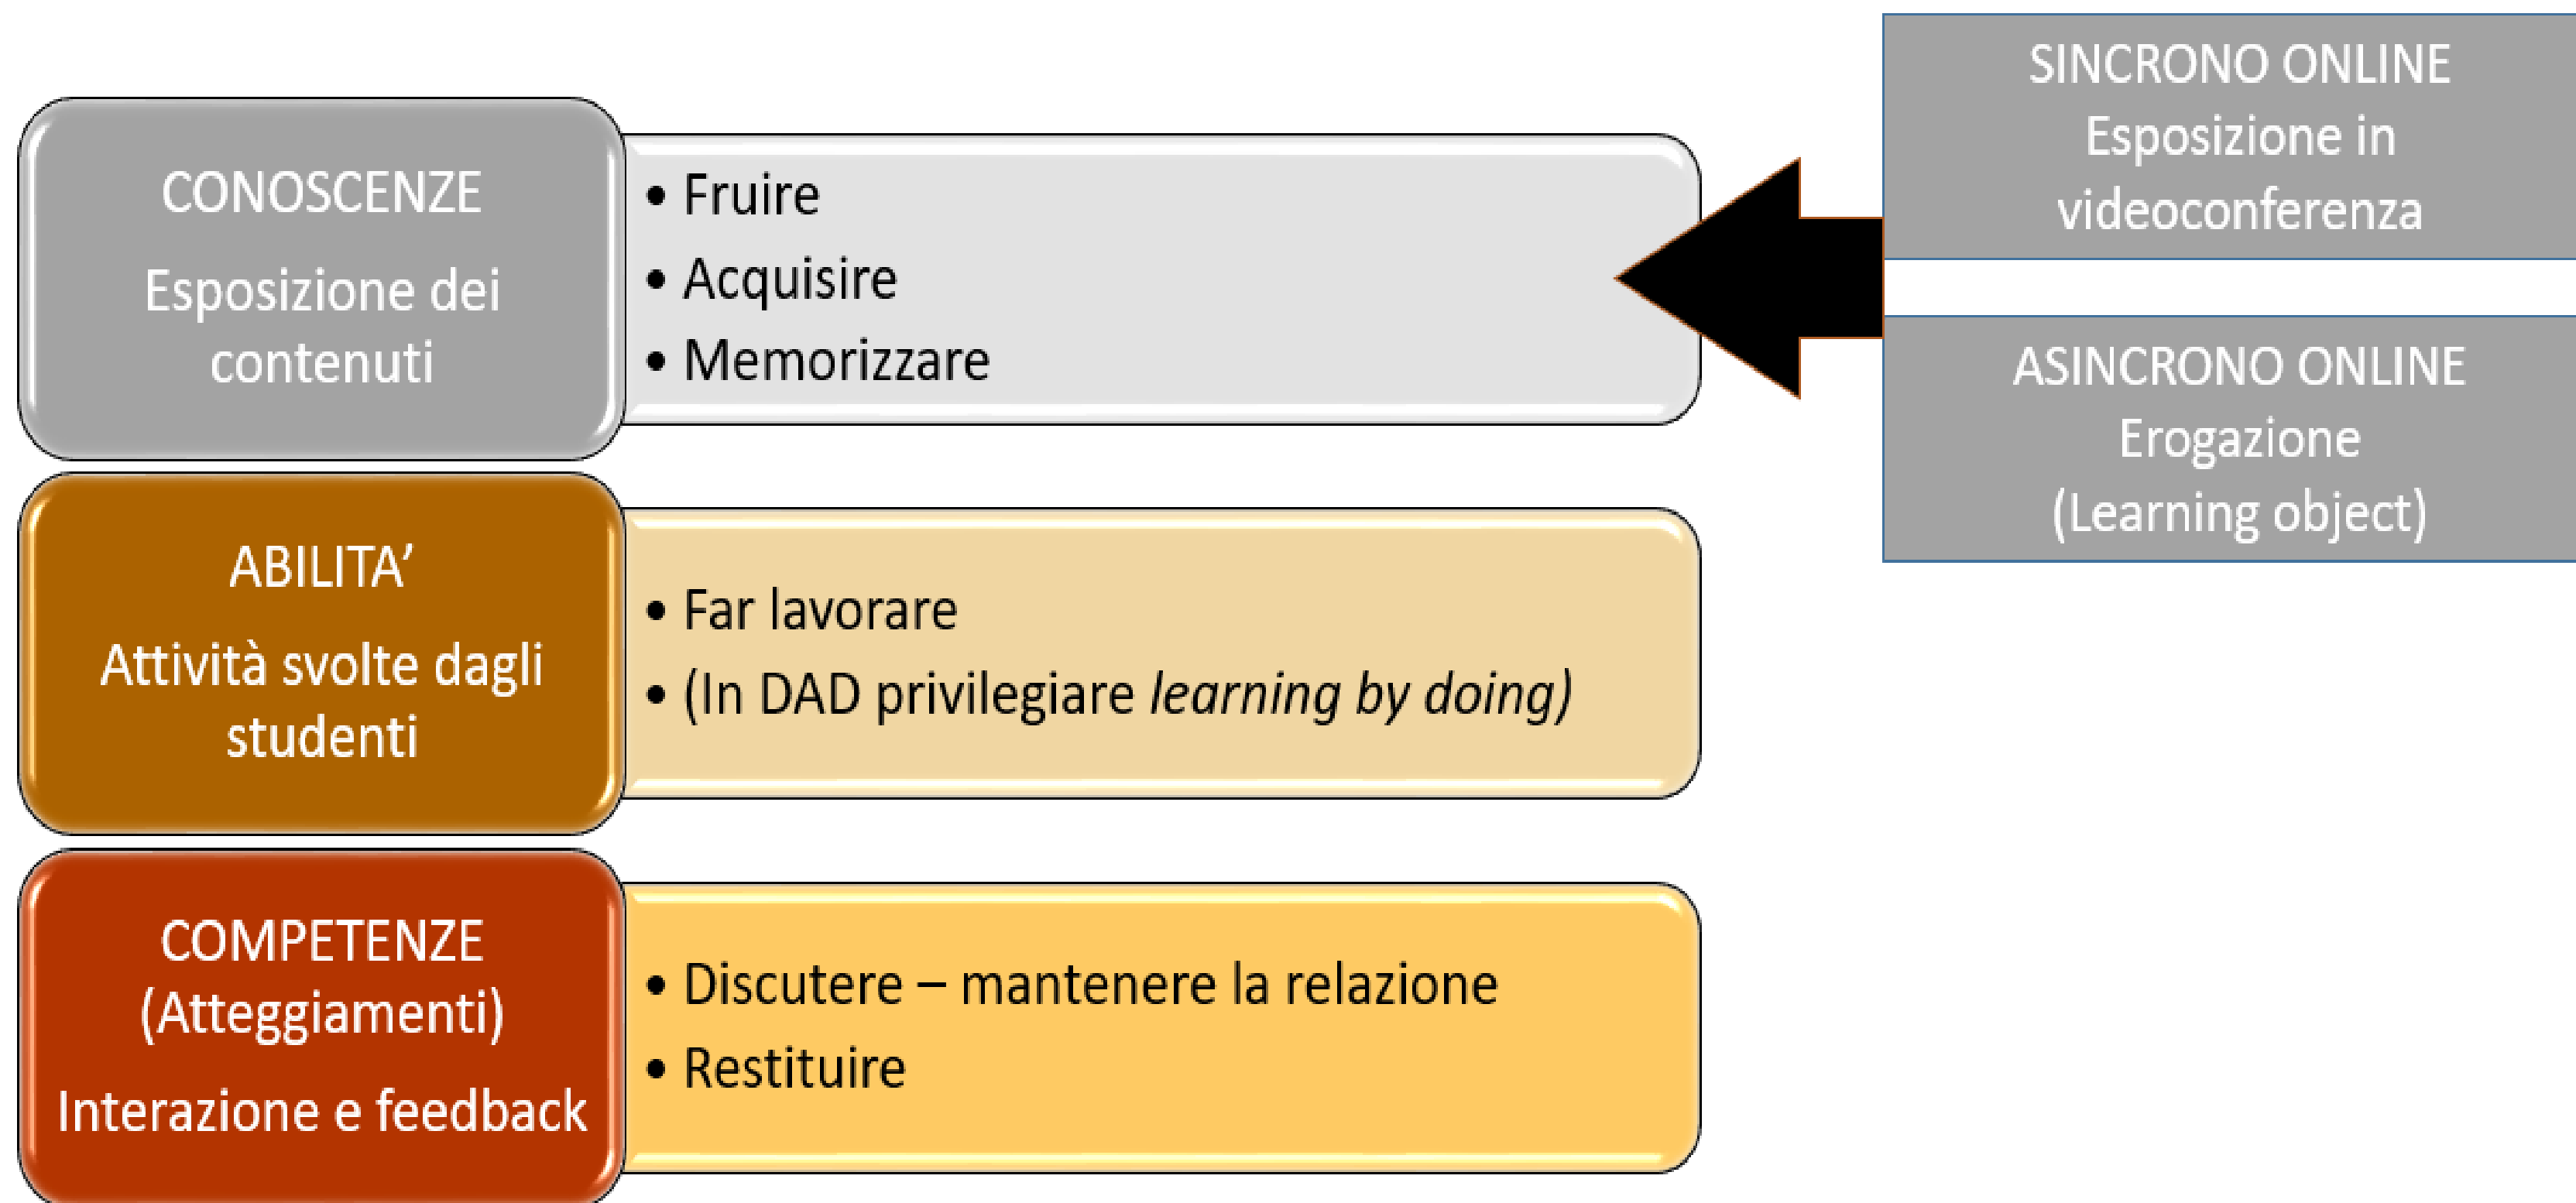 CONOSCENZE
Esposizione dei
contenuti
• Fruire
• Acquisire
• Memorizzare
SINCRONO ONLINE
Esposizione in
videoconferenza
ASINCRONO ONLINE
Erogazione
(Learning object)
ABILITA’
Attività svolte dagli
studenti
• Far lavorare
• (In DAD privilegiare learning by doing)
COMPETENZE
(Atteggiamenti)
Interazione e feedback
• Discutere – mantenere la relazione
• Restituire